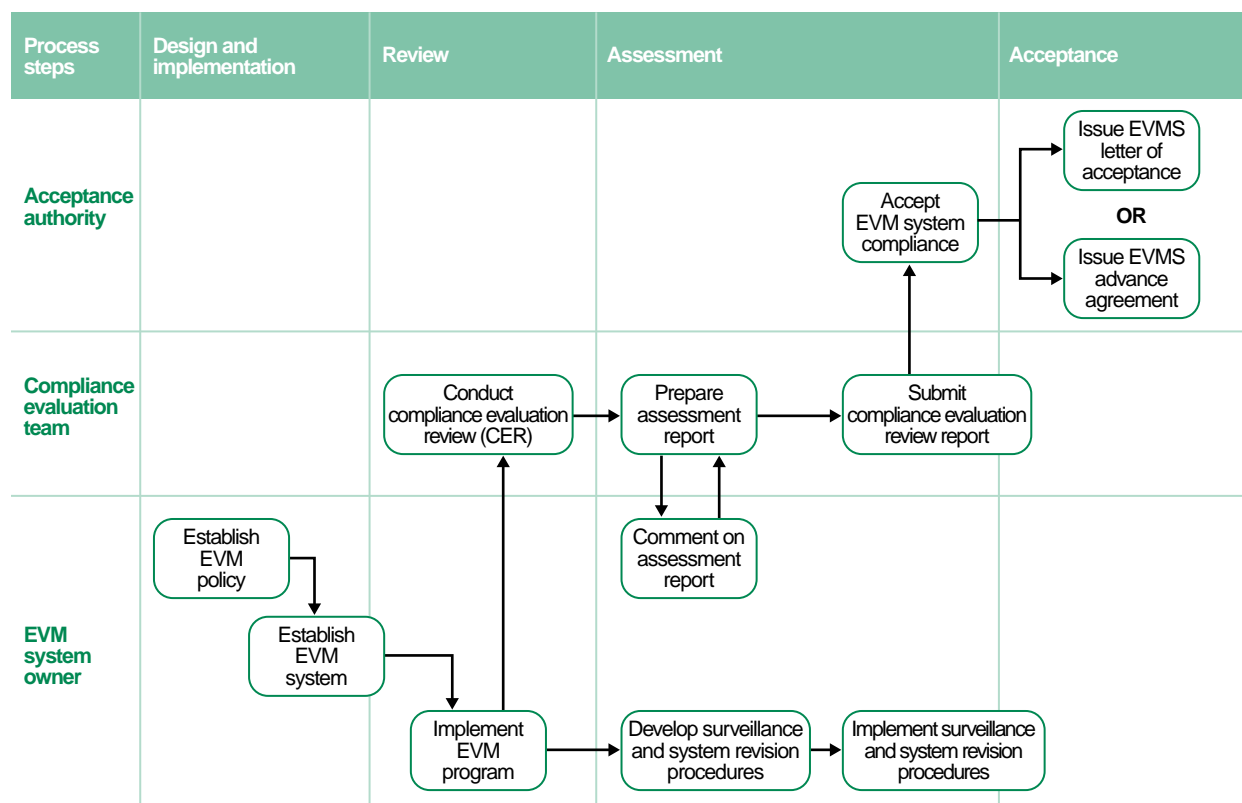 Process
steps
Design and
implementation
Review
Assessment
Acceptance
Acceptance
authority
Accept
EVM system
compliance
Issue EVMS
letter of
acceptance
OR
Issue EVMS
advance
agreement
Compliance
evaluation
team
Conduct
compliance evaluation
review (CER)
Prepare
assessment
report
Submit
compliance evaluation
review report
EVM
system
owner
Establish
EVM
policy
Establish
EVM
system
Implement
EVM
program
Comment on
assessment
report
Develop surveillance
and system revision
procedures
Implement surveillance
and system revision
procedures